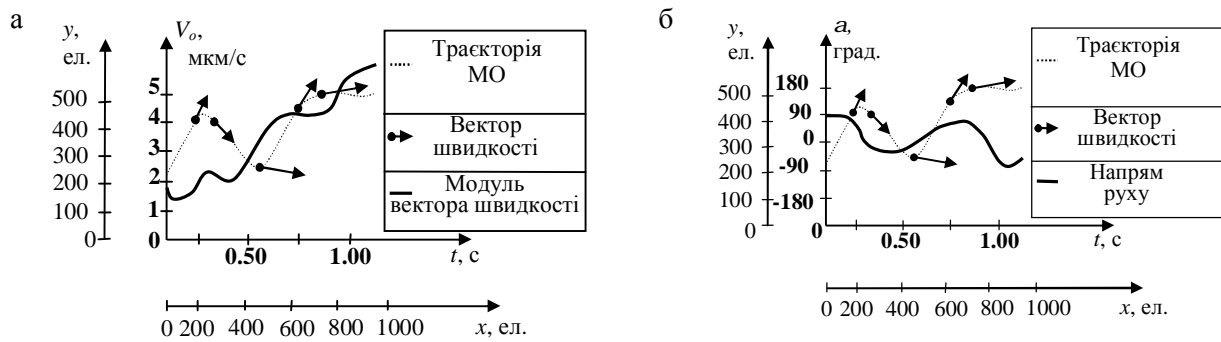 а
y,
ел.
500
400
300
200
100
0
Vo,
мкм/с
5
4
3
2
1
0
0.50
1.00
t, с
0 200 400 600 800 1000
x, ел.
Траєкторія
МО
Вектор
швидкості
Модуль
вектора швидкості
б
y,
ел.
500
400
300
200
100
0
a,
град.
180
90
0
-90
-180
0
0.50
1.00
t, с
0 200 400 600 800 1000
x, ел.
Траєкторія
МО
Вектор
швидкості
Напрям
руху